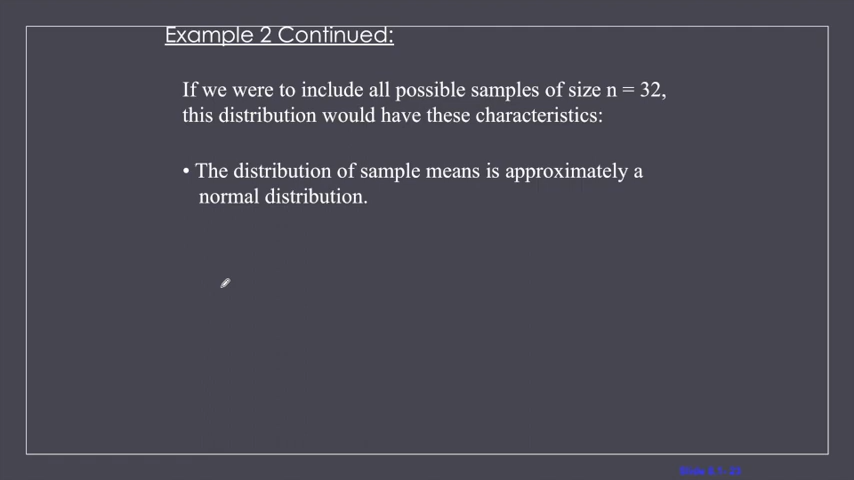 Example 2 Continued:
If we were to include all possible samples of size n = 32,
this distribution would have these characteristics:
• The distribution of sample means is approximately a
normal distribution.